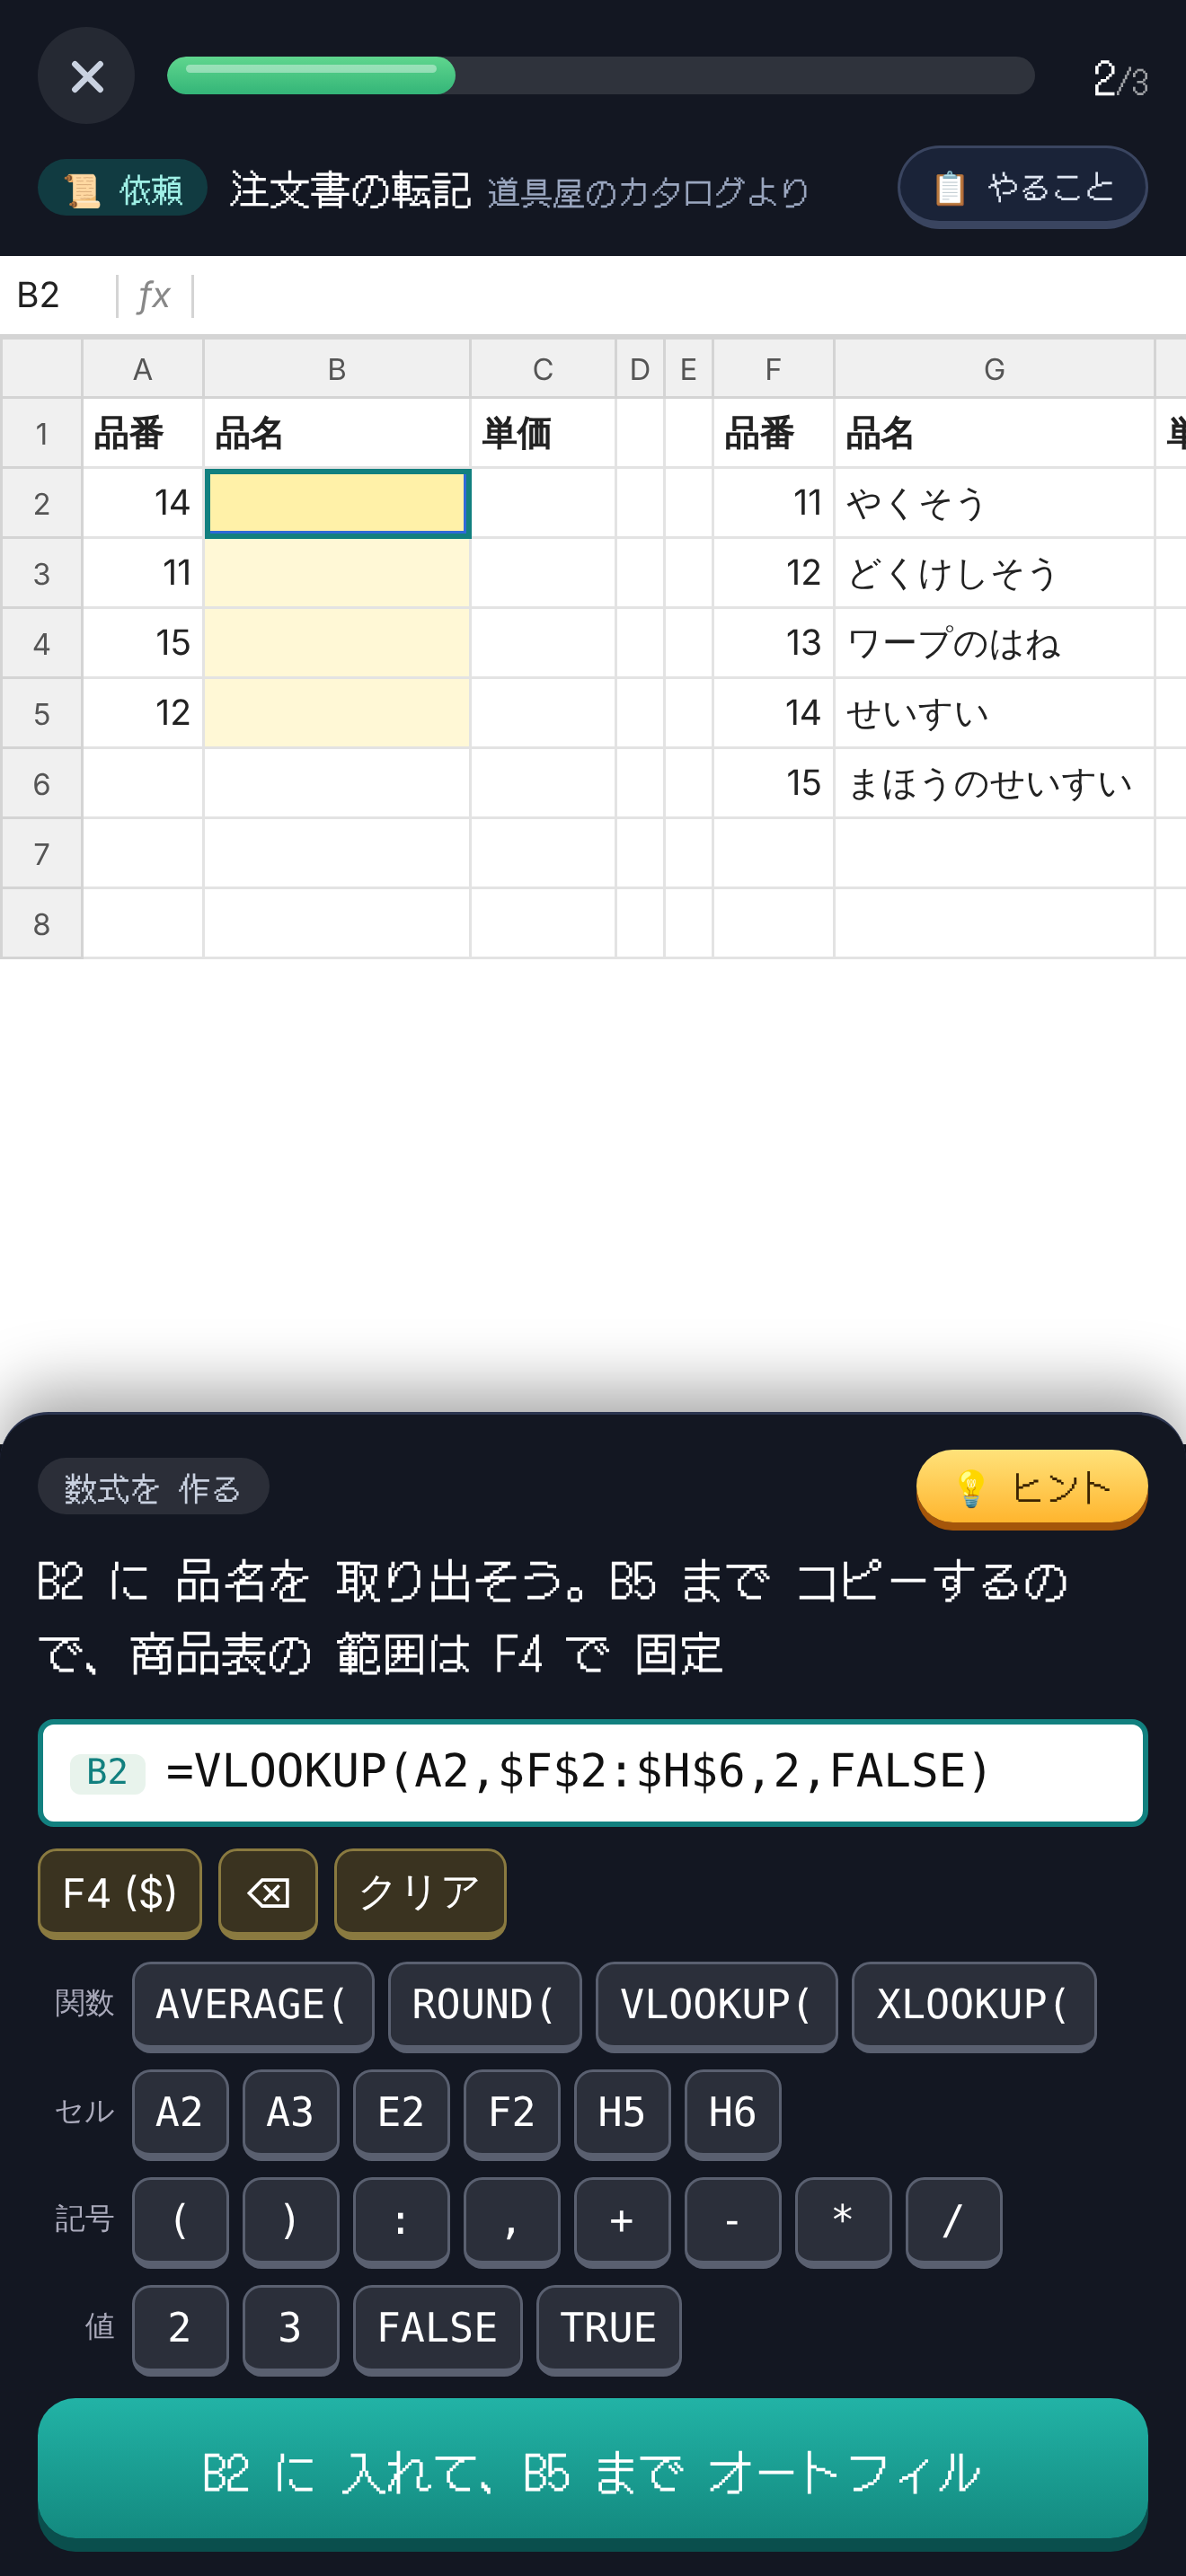 2/3
依頼 注文書の転記 道具屋のカタログより やること
B2 fx
A B C D E F G
1 品番 品名 単価 品番 品名
2 14 11 やくそう
3 11 12 どくけしそう
4 15 13 ワープのはね
5 12 14 せいすい
6 15 まほうのせいすい
7
8
数式を 作る ヒント
B2 に 品名を 取り出そう。B5 まで コピーするの
で、商品表の 範囲は F4 で 固定
B2 =VLOOKUP(A2,$F$2:$H$6,2,FALSE)
F4 ($) クリア
関数 AVERAGE( ROUND( VLOOKUP( XLOOKUP(
セル A2 A3 E2 F2 H5 H6
記号 ( ) : , + - * /
値 2 3 FALSE TRUE
B2 に 入れて、B5 まで オートフィル